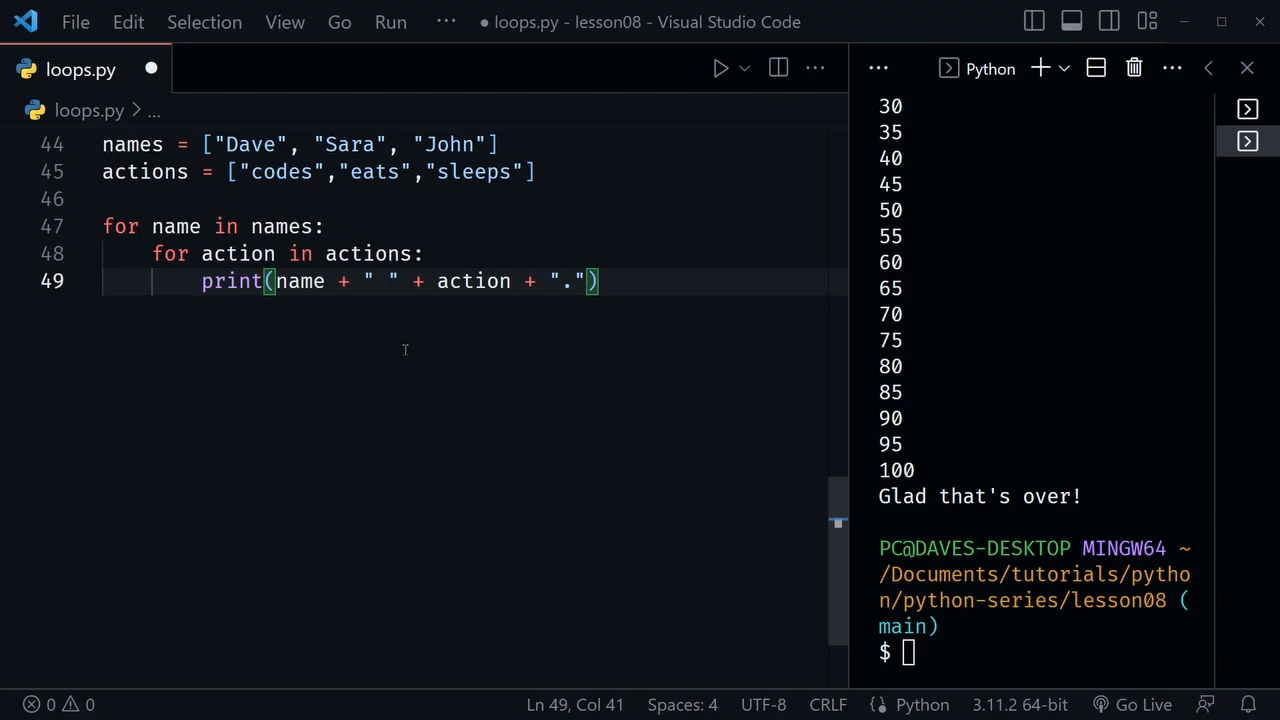 File Edit Selection View Go Run ··· ● loops.py - lesson08 - Visual Studio Code
loops.py
Python
loops.py > ...
44 names = ["Dave", "Sara", "John"]
45 actions = ["codes","eats","sleeps"]
46
47 for name in names:
48 for action in actions:
49 print(name + " " + action + ".")
30
35
40
45
50
55
60
65
70
75
80
85
90
95
100
Glad that's over!
PC@DAVES-DESKTOP MINGW64 ~
/Documents/tutorials/pytho
n/python-series/lesson08 (
main)
$
0 0 Ln 49, Col 41 Spaces: 4 UTF-8 CRLF Python 3.11.2 64-bit Go Live